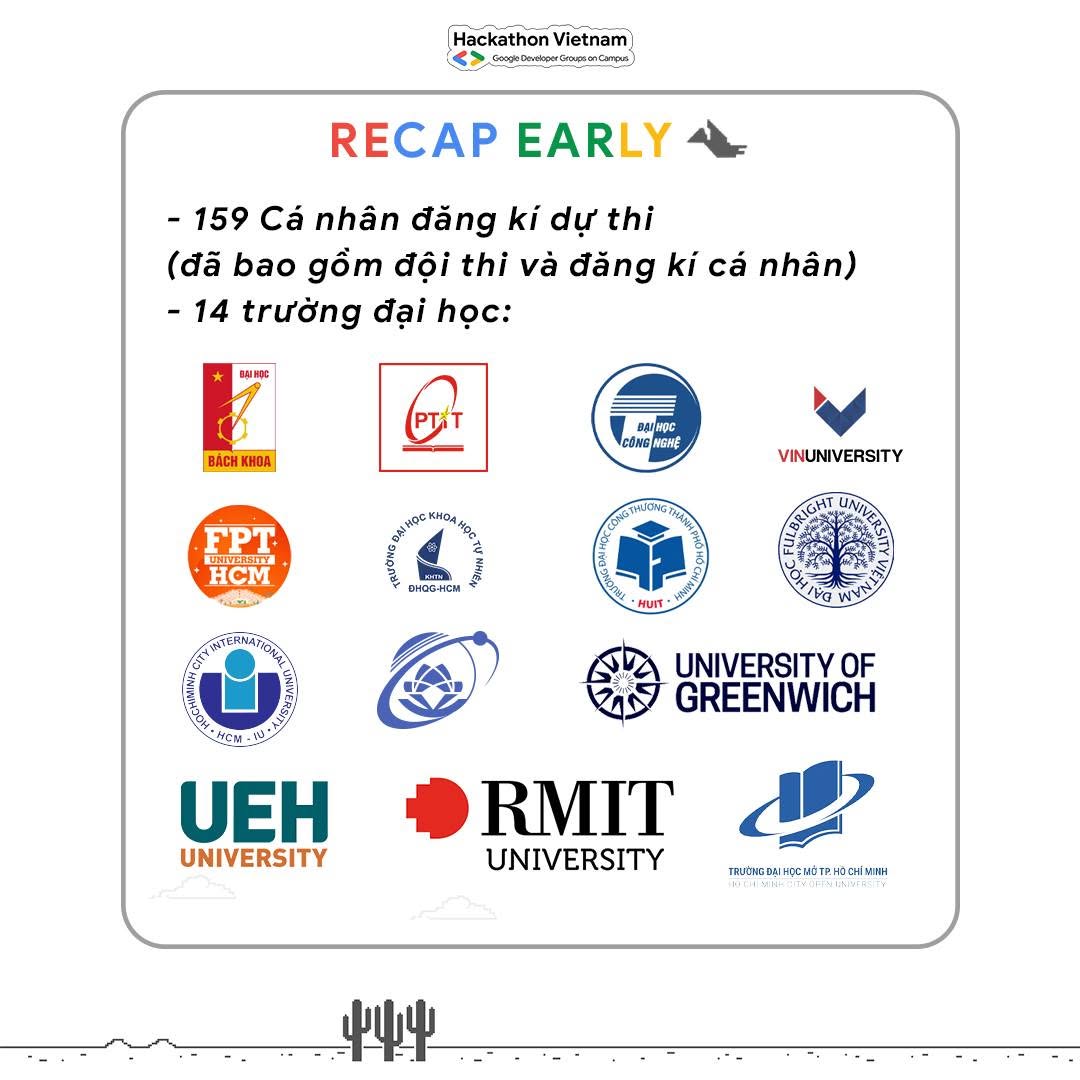 Hackathon Vietnam
Google Developer Groups on Campus
RECAP EARLY
- 159 Cá nhân đăng kí dự thi
(đã bao gồm đội thi và đăng kí cá nhân)
- 14 trường đại học:
ĐẠI HỌC
BÁCH KHOA
PTIT
ĐẠI HỌC
CÔNG NGHỆ
VINUNIVERSITY
FPT
UNIVERSITY
HCM
TRƯỜNG ĐẠI HỌC KHOA HỌC TỰ NHIÊN
KHTN
ĐHQG-HCM
TRƯỜNG ĐẠI HỌC CÔNG THƯƠNG THÀNH PHỐ HỒ CHÍ MINH
HUIT
ĐẠI HỌC FULBRIGHT UNIVERSITY VIETNAM
HOCHIMINH CITY INTERNATIONAL UNIVERSITY
HCM - IU
UNIVERSITY OF
GREENWICH
UEH
UNIVERSITY
RMIT
UNIVERSITY
TRƯỜNG ĐẠI HỌC MỞ TP. HỒ CHÍ MINH
HO CHI MINH CITY OPEN UNIVERSITY